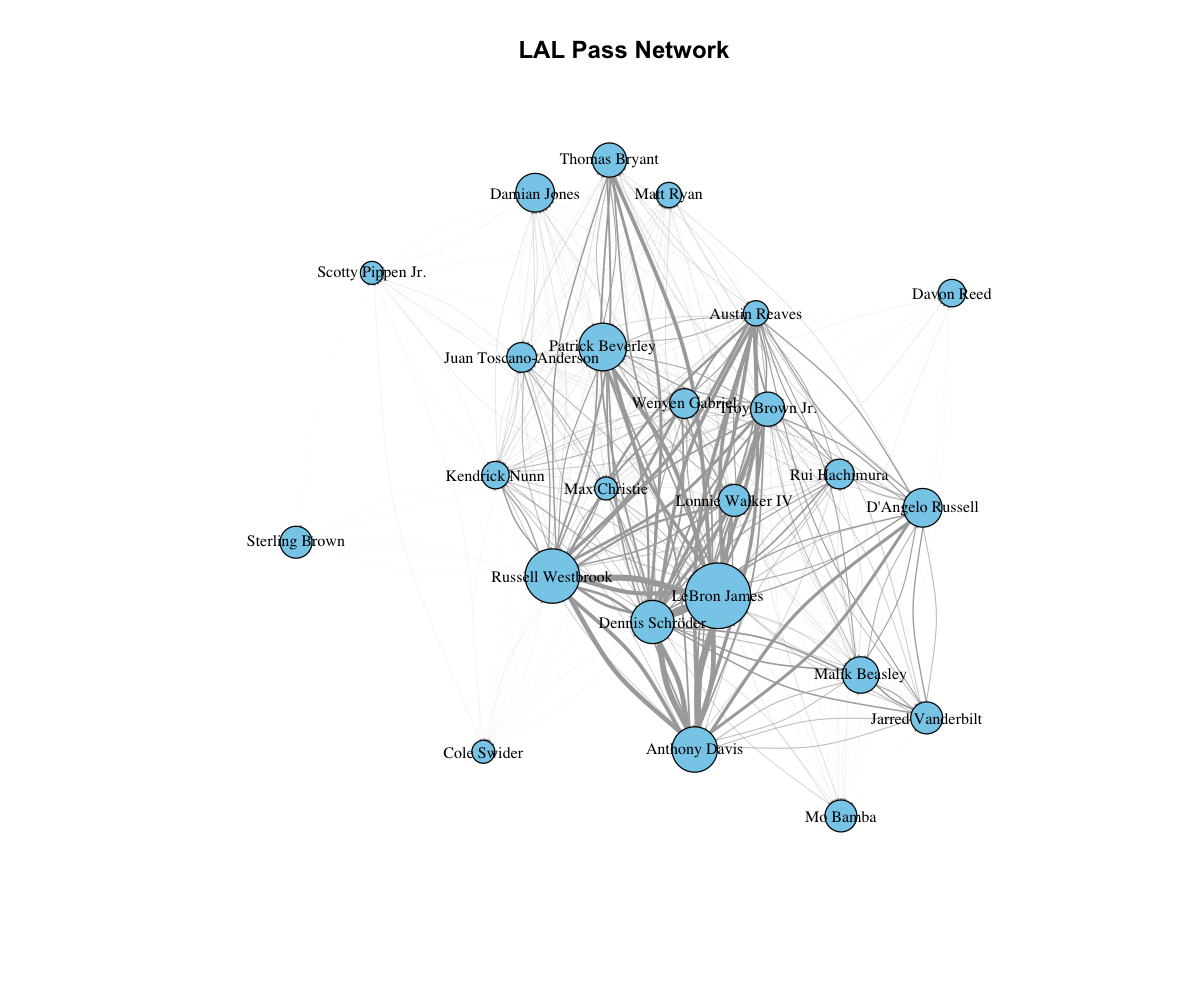 LAL Pass Network
Thomas Bryant
Damian Jones
Matt Ryan
Scotty Pippen Jr.
Davon Reed
Austin Reaves
Patrick Beverley
Juan Toscano-Anderson
Wenyen Gabriel
Troy Brown Jr.
Kendrick Nunn
Max Christie
Rui Hachimura
Lonnie Walker IV
D'Angelo Russell
Sterling Brown
Russell Westbrook
LeBron James
Dennis Schröder
Malik Beasley
Jarred Vanderbilt
Anthony Davis
Cole Swider
Mo Bamba